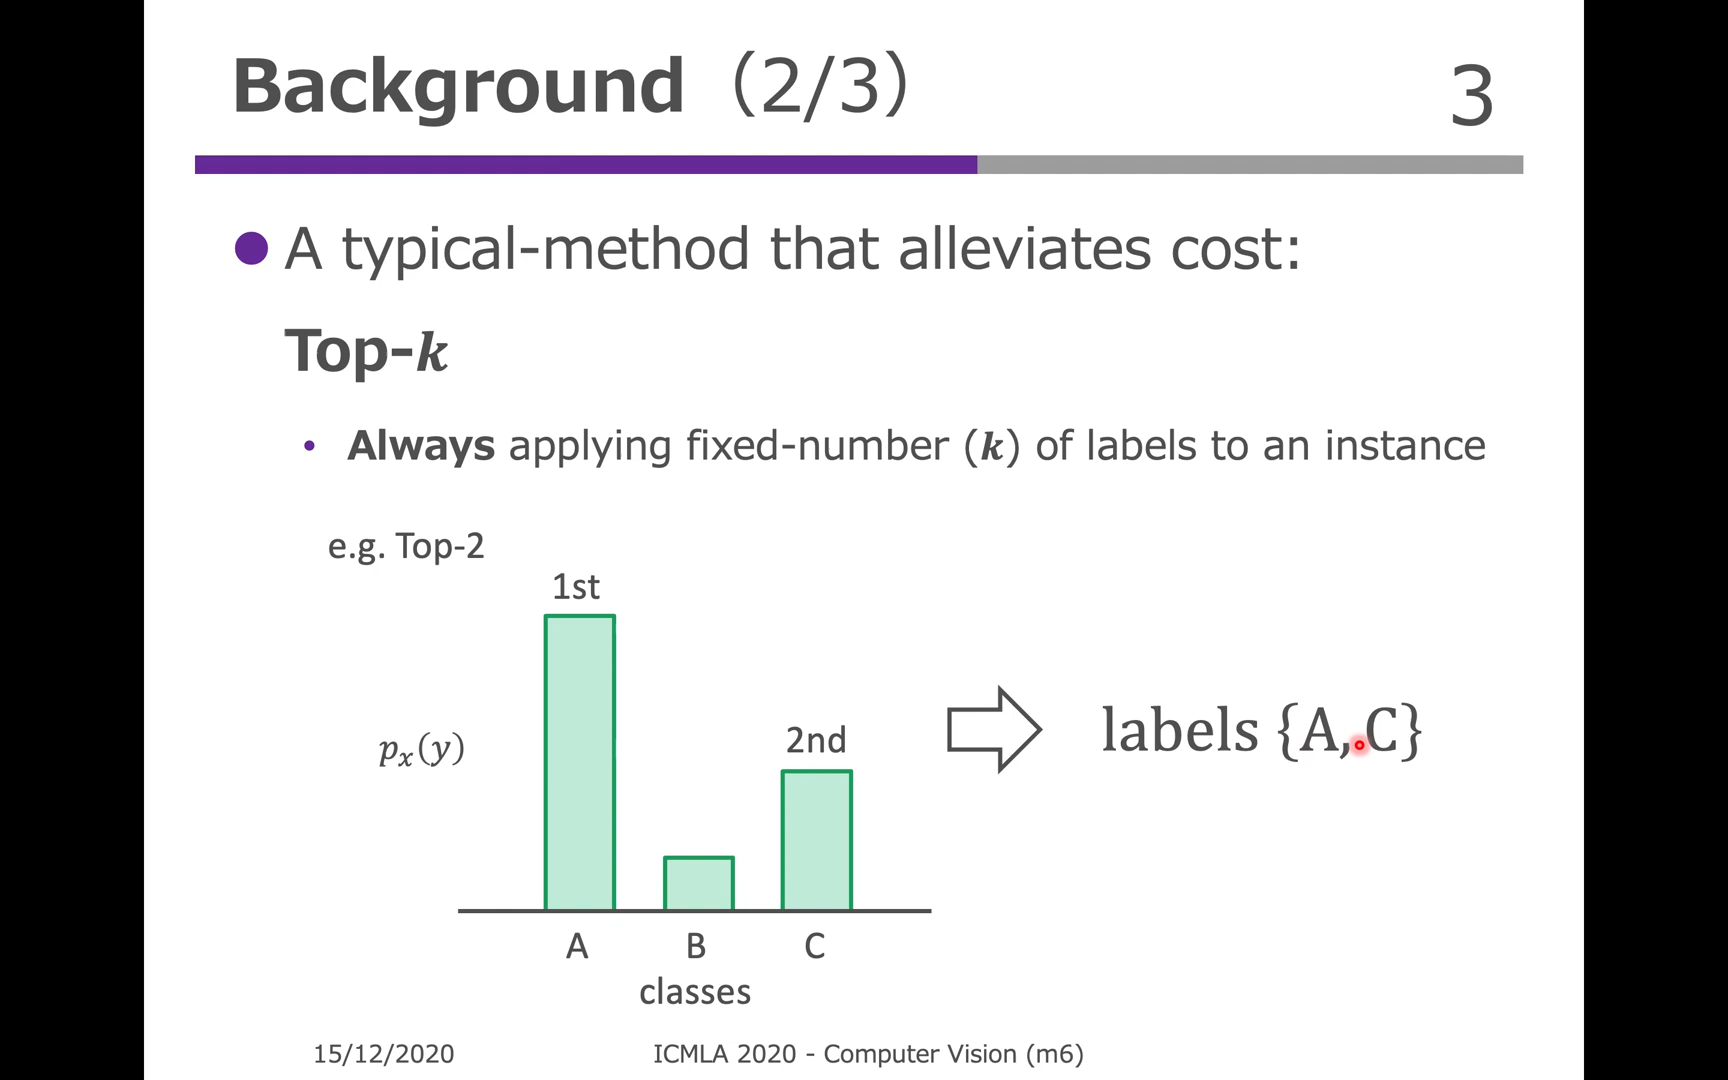 Background（2/3）
3
A typical-method that alleviates cost:
Top-k
Always applying fixed-number (k) of labels to an instance
e.g. Top-2
1st
2nd
pₓ(y)
labels {A, C}
A B C
classes
15/12/2020
ICMLA 2020 - Computer Vision (m6)